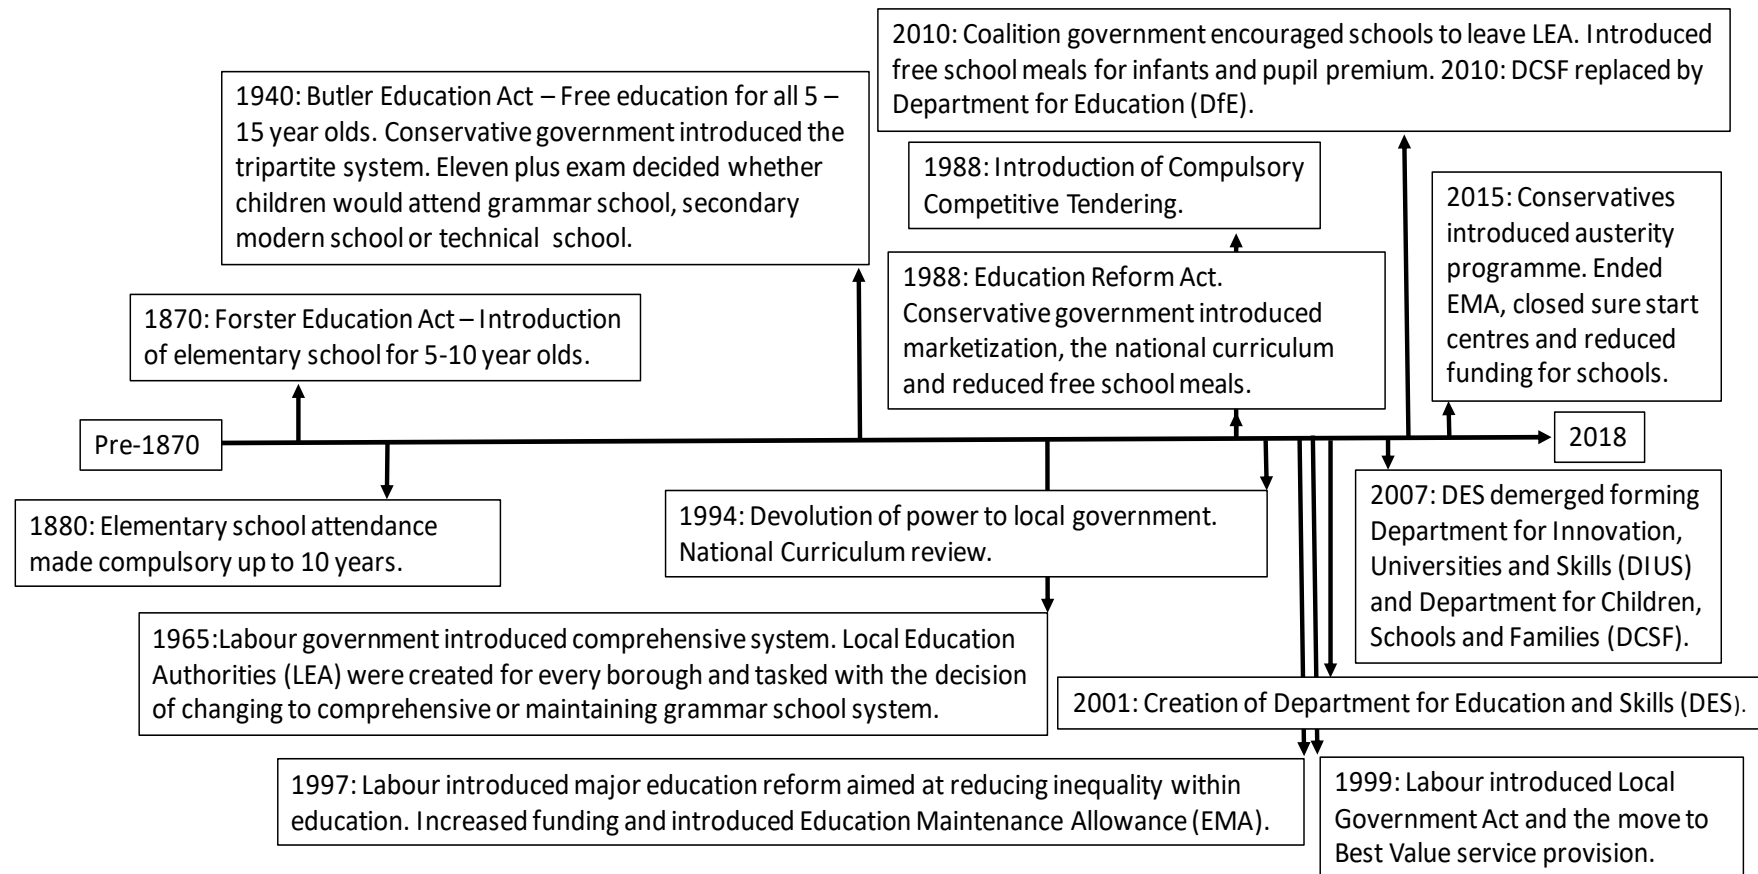 2010: Coalition government encouraged schools to leave LEA. Introduced
free school meals for infants and pupil premium. 2010: DCSF replaced by
Department for Education (DfE).
1940: Butler Education Act – Free education for all 5 –
15 year olds. Conservative government introduced the
tripartite system. Eleven plus exam decided whether
children would attend grammar school, secondary
modern school or technical school.
1988: Introduction of Compulsory
Competitive Tendering.
2015: Conservatives
introduced austerity
programme. Ended
EMA, closed sure start
centres and reduced
funding for schools.
1988: Education Reform Act.
Conservative government introduced
marketization, the national curriculum
and reduced free school meals.
1870: Forster Education Act – Introduction
of elementary school for 5-10 year olds.
Pre-1870
2018
1880: Elementary school attendance
made compulsory up to 10 years.
1994: Devolution of power to local government.
National Curriculum review.
2007: DES demerged forming
Department for Innovation,
Universities and Skills (DIUS)
and Department for Children,
Schools and Families (DCSF).
1965:Labour government introduced comprehensive system. Local Education
Authorities (LEA) were created for every borough and tasked with the decision
of changing to comprehensive or maintaining grammar school system.
2001: Creation of Department for Education and Skills (DES).
1997: Labour introduced major education reform aimed at reducing inequality within
education. Increased funding and introduced Education Maintenance Allowance (EMA).
1999: Labour introduced Local
Government Act and the move to
Best Value service provision.